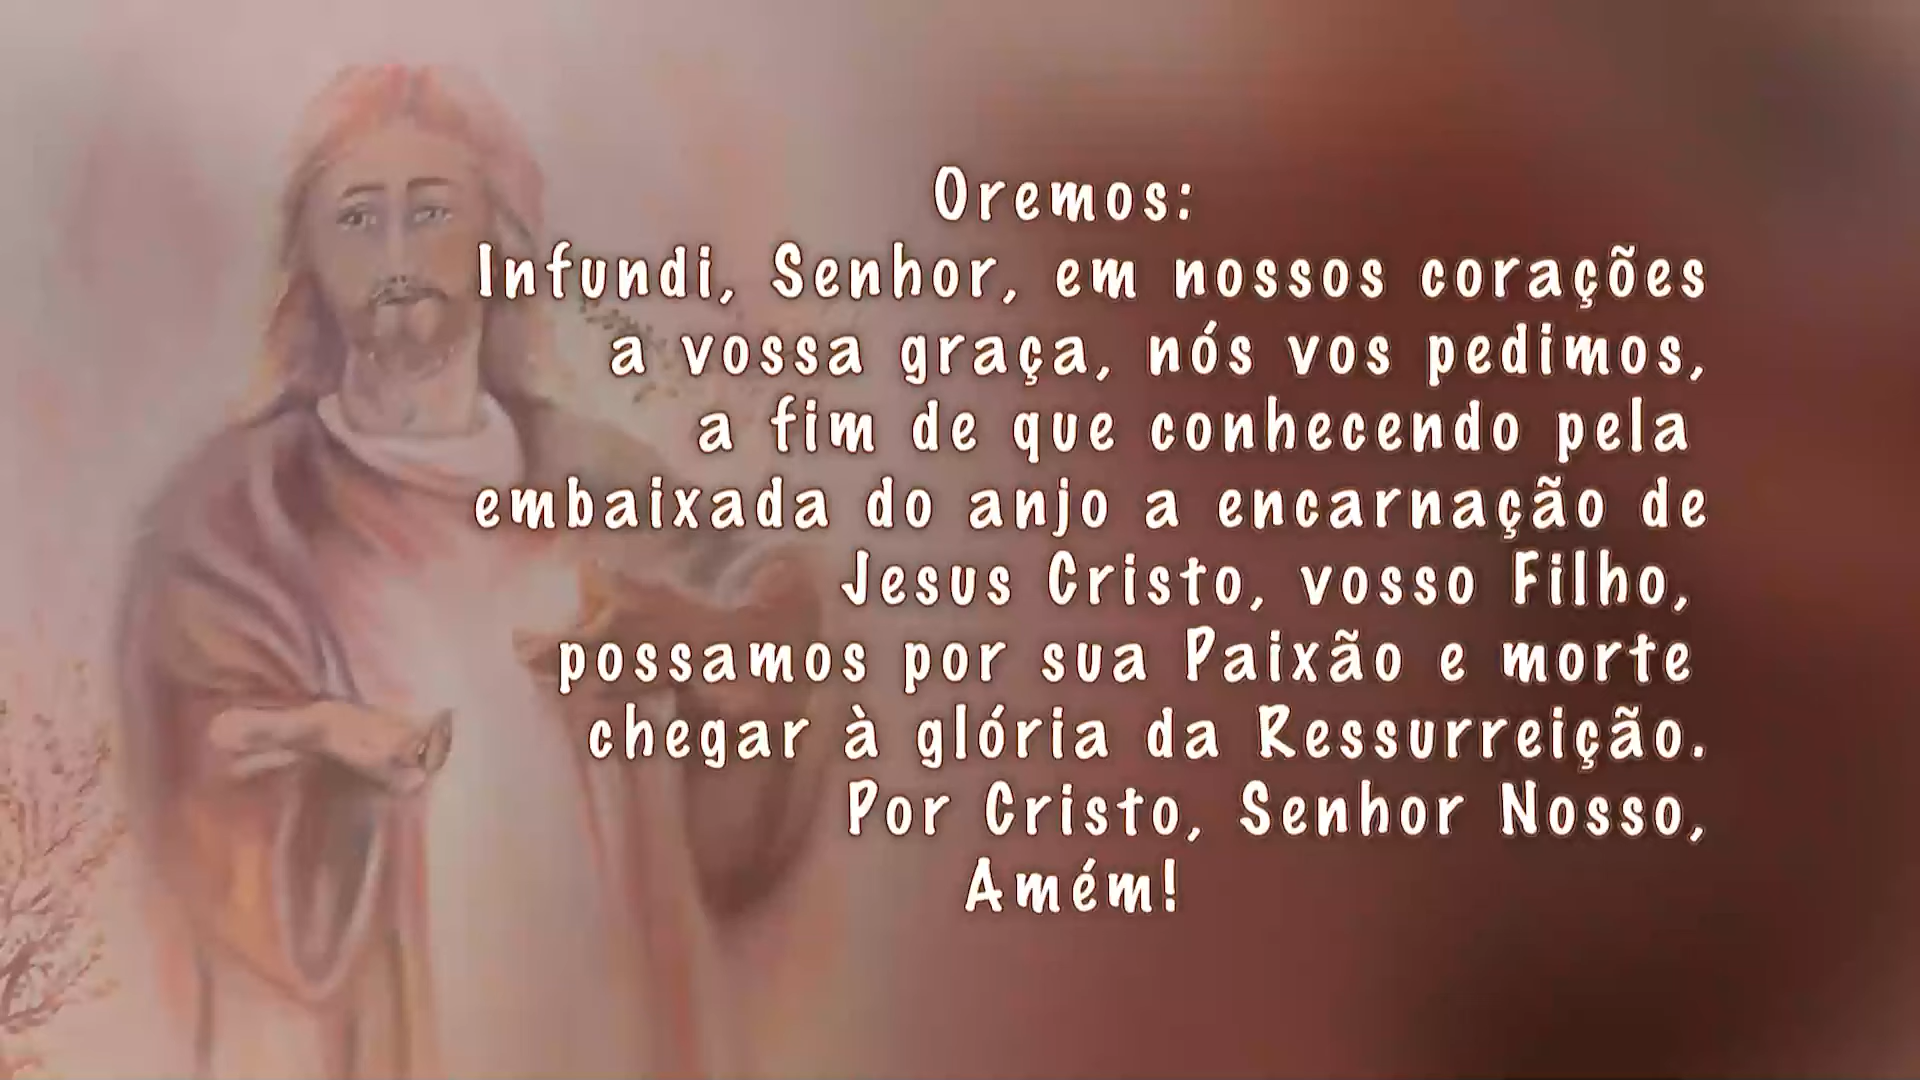 Oremos:
Infundi, Senhor, em nossos corações
a vossa graça, nós vos pedimos,
a fim de que conhecendo pela
embaixada do anjo a encarnação de
Jesus Cristo, vosso Filho,
possamos por sua Paixão e morte
chegar à glória da Ressurreição.
Por Cristo, Senhor Nosso,
Amém!